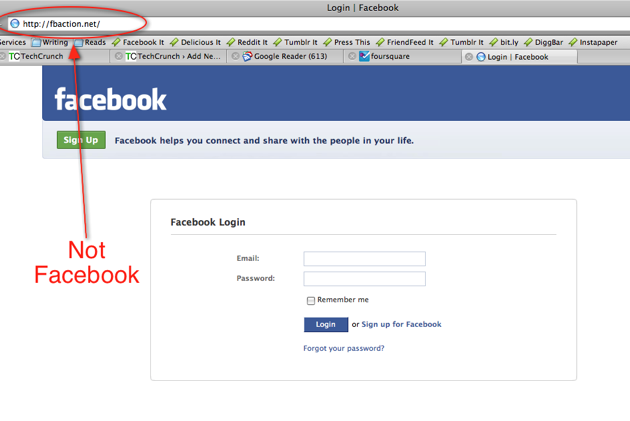 Login | Facebook
http://fbaction.net/
Services Writing Reads Facebook It Delicious It Reddit It Tumblr It Press This FriendFeed It Tumblr It bit.ly DiggBar Instapaper
TechCrunch TechCrunch › Add Ne... Google Reader (613) foursquare Login | Facebook
facebook
Sign Up Facebook helps you connect and share with the people in your life.
Facebook Login
Not
Facebook
Email:
Password:
Remember me
Login or Sign up for Facebook
Forgot your password?